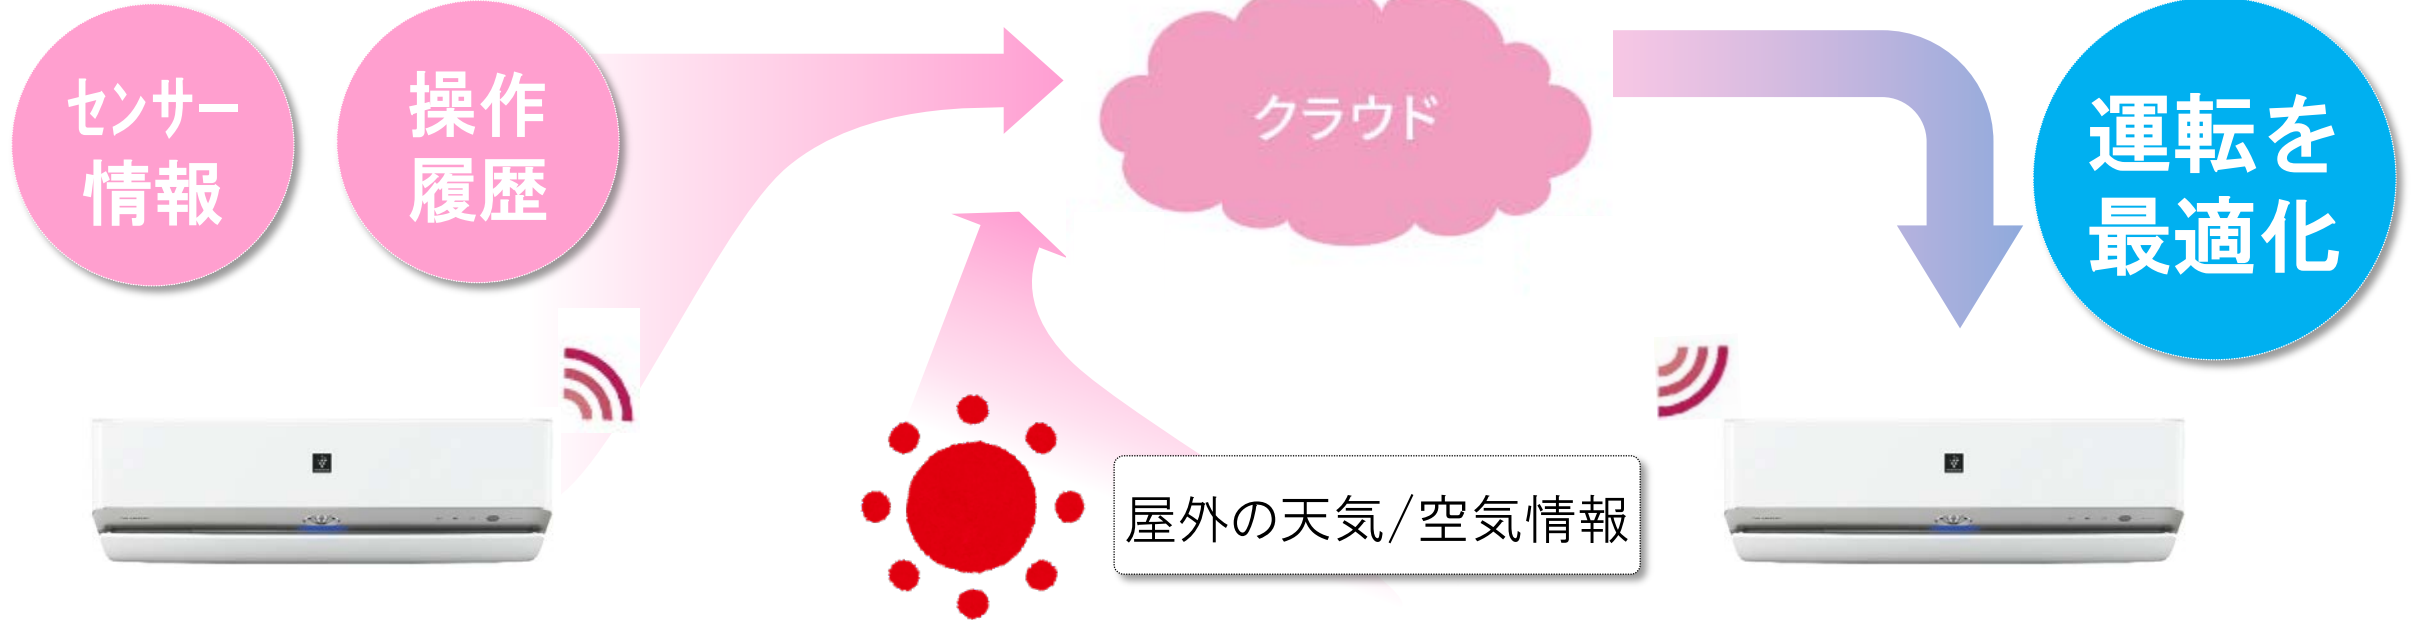 センサー
情報
操作
履歴
クラウド
運転を
最適化
屋外の天気/空気情報